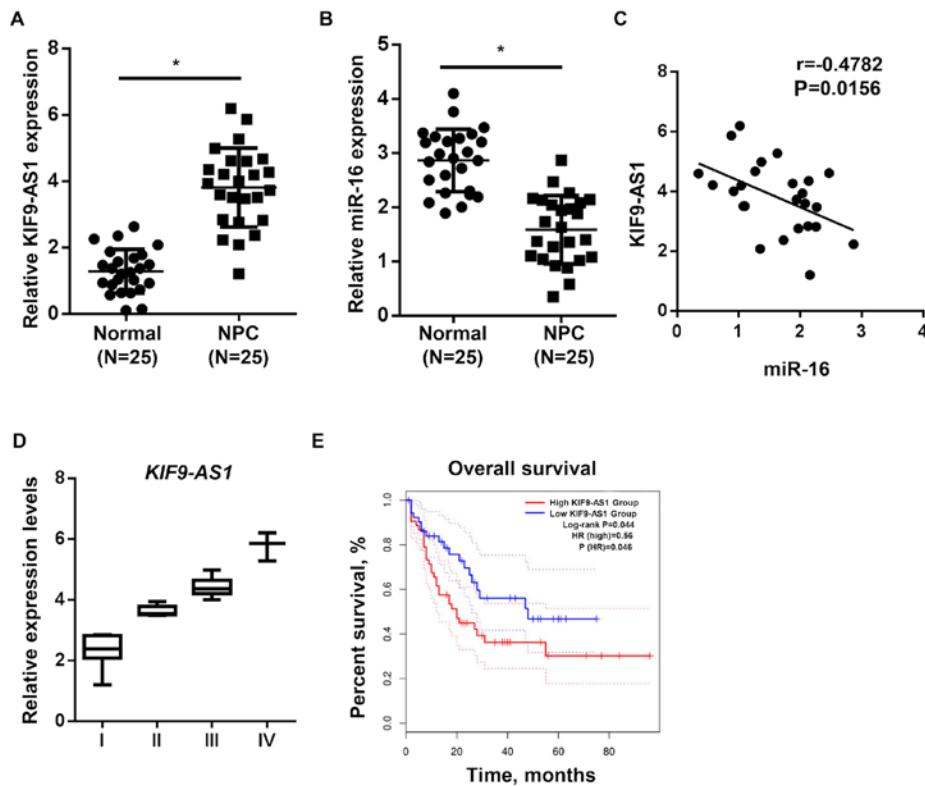 A
Relative KIF9-AS1 expression
8
6
4
2
0
*
Normal
(N=25)
NPC
(N=25)
B
Relative miR-16 expression
5
4
3
2
1
0
*
Normal
(N=25)
NPC
(N=25)
C
r=-0.4782
P=0.0156
KIF9-AS1
8
6
4
2
0
0 1 2 3 4
miR-16
D
KIF9-AS1
Relative expression levels
8
6
4
2
0
I II III IV
E
Overall survival
High KIF9-AS1 Group
Low KIF9-AS1 Group
Log-rank P=0.044
HR (high)=0.56
P (HR)=0.046
Percent survival, %
1.0
0.8
0.6
0.4
0.2
0.0
0 20 40 60 80
Time, months